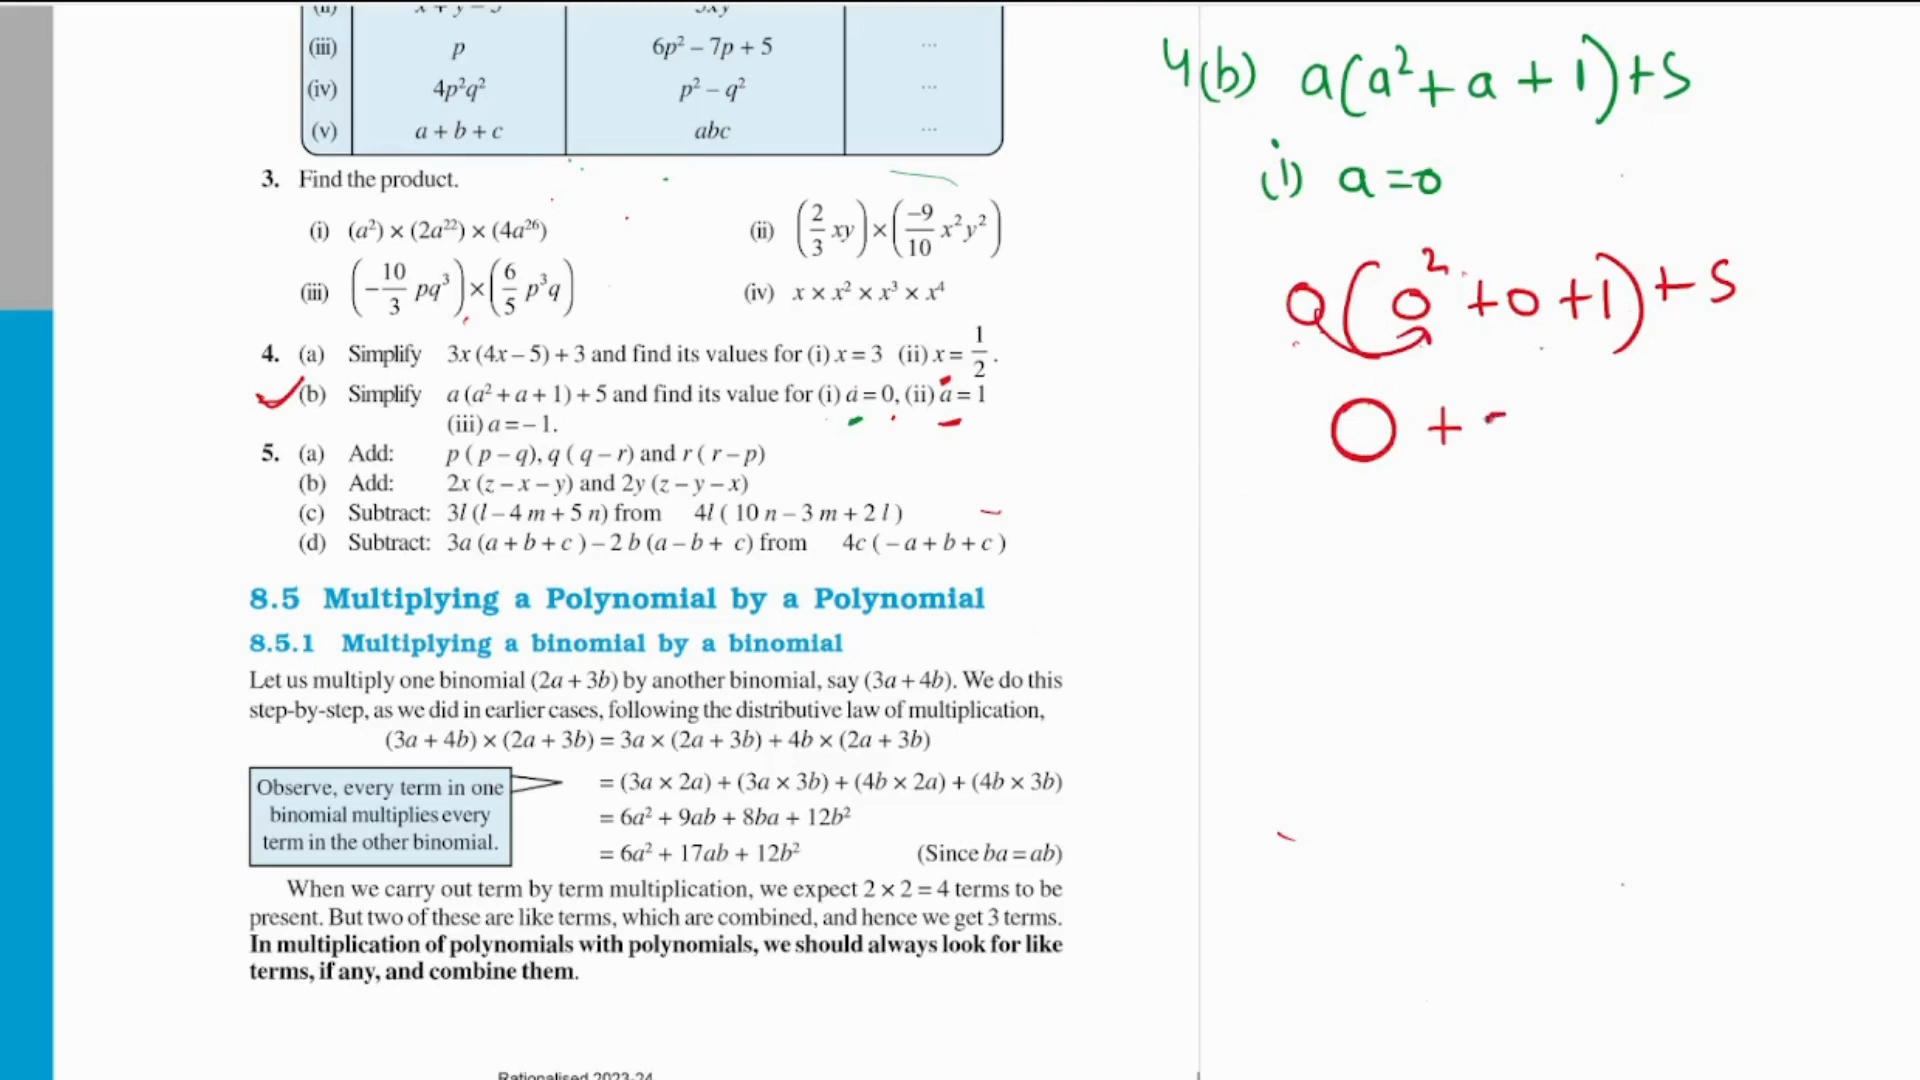 (ii) x + y – 5 5xy
(iii) p 6p² – 7p + 5 ...
(iv) 4p²q² p² – q² ...
(v) a + b + c abc ...
3. Find the product.
(i) (a²) × (2a²²) × (4a²⁶) (ii) (2/3 xy) × (–9/10 x²y²)
(iii) (–10/3 pq³) × (6/5 p³q) (iv) x × x² × x³ × x⁴
4. (a) Simplify 3x (4x – 5) + 3 and find its values for (i) x = 3 (ii) x = 1/2.
(b) Simplify a (a² + a + 1) + 5 and find its value for (i) a = 0, (ii) a = 1
(iii) a = – 1.
5. (a) Add: p ( p – q), q ( q – r) and r ( r – p)
(b) Add: 2x (z – x – y) and 2y (z – y – x)
(c) Subtract: 3l (l – 4 m + 5 n) from 4l ( 10 n – 3 m + 2 l )
(d) Subtract: 3a (a + b + c ) – 2 b (a – b + c) from 4c ( – a + b + c )
8.5 Multiplying a Polynomial by a Polynomial
8.5.1 Multiplying a binomial by a binomial
Let us multiply one binomial (2a + 3b) by another binomial, say (3a + 4b). We do this
step-by-step, as we did in earlier cases, following the distributive law of multiplication,
(3a + 4b) × (2a + 3b) = 3a × (2a + 3b) + 4b × (2a + 3b)
Observe, every term in one
binomial multiplies every
term in the other binomial.
= (3a × 2a) + (3a × 3b) + (4b × 2a) + (4b × 3b)
= 6a² + 9ab + 8ba + 12b²
= 6a² + 17ab + 12b² (Since ba = ab)
When we carry out term by term multiplication, we expect 2 × 2 = 4 terms to be
present. But two of these are like terms, which are combined, and hence we get 3 terms.
In multiplication of polynomials with polynomials, we should always look for like
terms, if any, and combine them.
Rationalised 2023-24
4(b) a(a² + a + 1) + 5
(i) a = 0
0(0² + 0 + 1) + 5
0 +